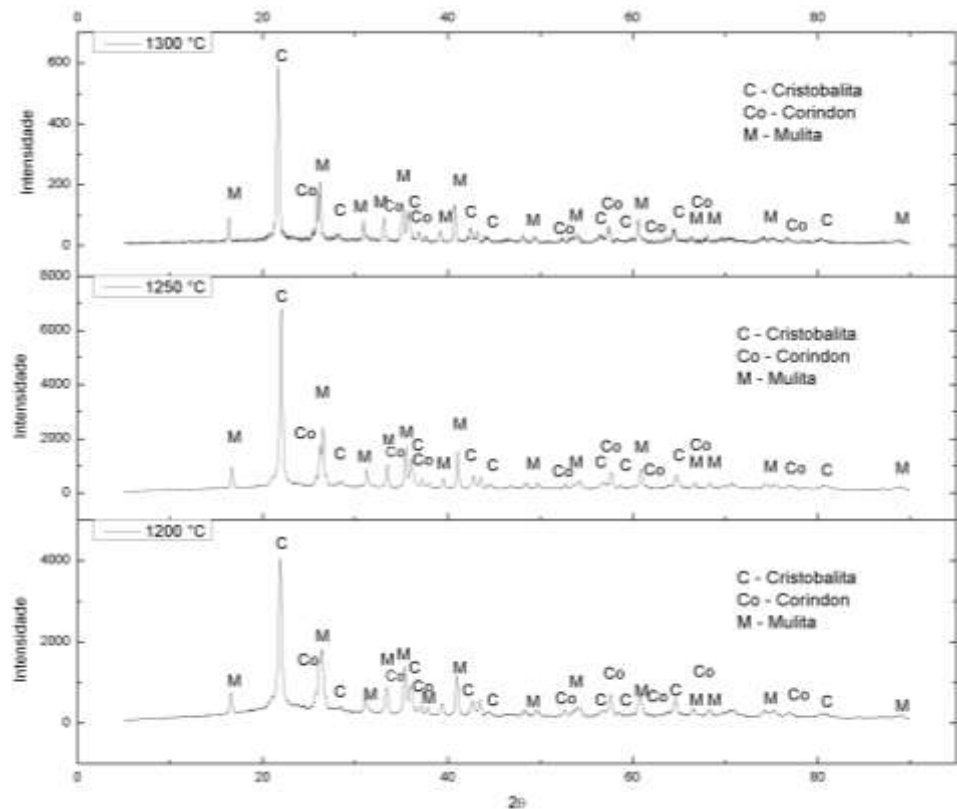 0 20 40 60 80
1300 °C
C
C - Cristobalita
Co - Corindon
M - Mulita
600
400
200
0
Intensidade
M Co M C M M Co M C Co M M C C M Co M C Co C M Co C Co M M M Co C M
8000
1250 °C
C
C - Cristobalita
Co - Corindon
M - Mulita
6000
4000
2000
0
Intensidade
M Co M C M M Co M C Co M M C C M Co M C Co C M Co C Co M M M Co C M
1200 °C
C
C - Cristobalita
Co - Corindon
M - Mulita
4000
2000
0
Intensidade
M Co M C M M Co M C Co M M C C M Co M C Co M Co C Co M M M Co C M
0 20 40 60 80
2θ